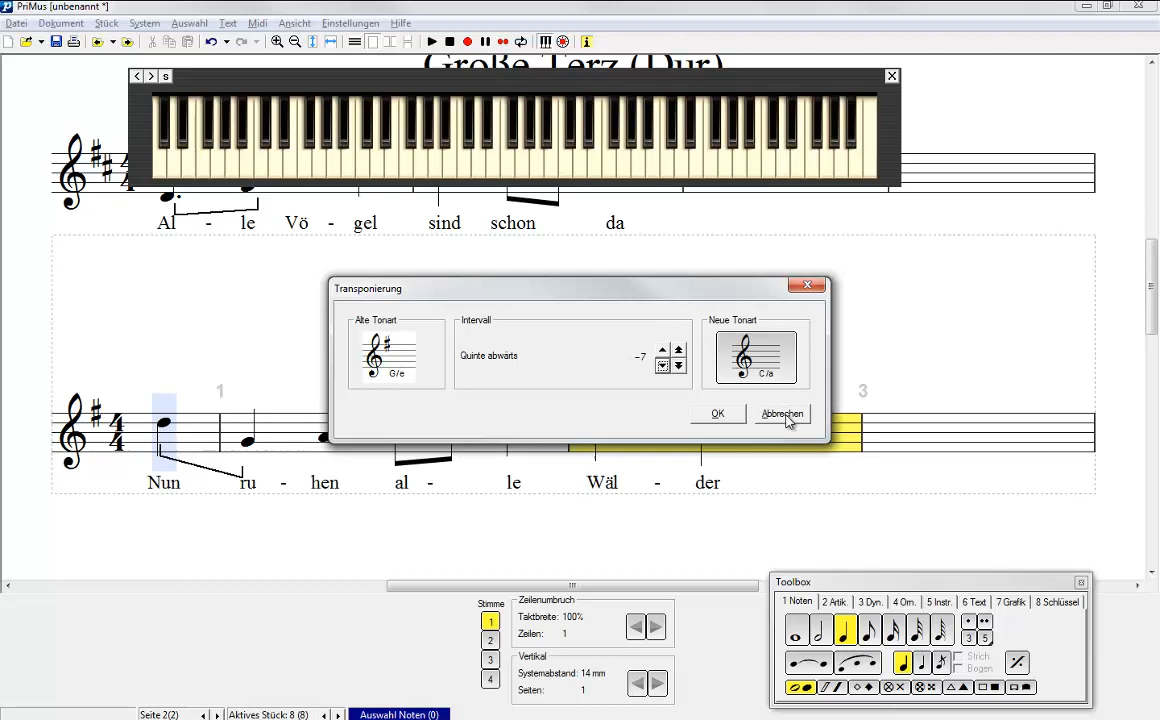 PriMus [unbenannt *]
Datei Dokument Stück System Auswahl Text Midi Ansicht Einstellungen Hilfe
Große Terz (Dur)
< > s
Al - le Vö - gel sind schon da
Transponierung
Alte Tonart Intervall Neue Tonart
G/e Quinte abwärts -7 C/a
OK Abbrechen
1 3
Nun ru - hen al - le Wäl - der
Toolbox
1 Noten 2 Artik. 3 Dyn. 4 Orn. 5 Instr. 6 Text 7 Grafik 8 Schlüssel
3 5
Strich
Bogen
Stimme
1
2
3
4
Zeilenumbruch
Taktbreite: 100%
Zeilen: 1
Vertikal
Systemabstand: 14 mm
Seiten: 1
Seite 2(2) Aktives Stück: 8 (8) Auswahl Noten (0)